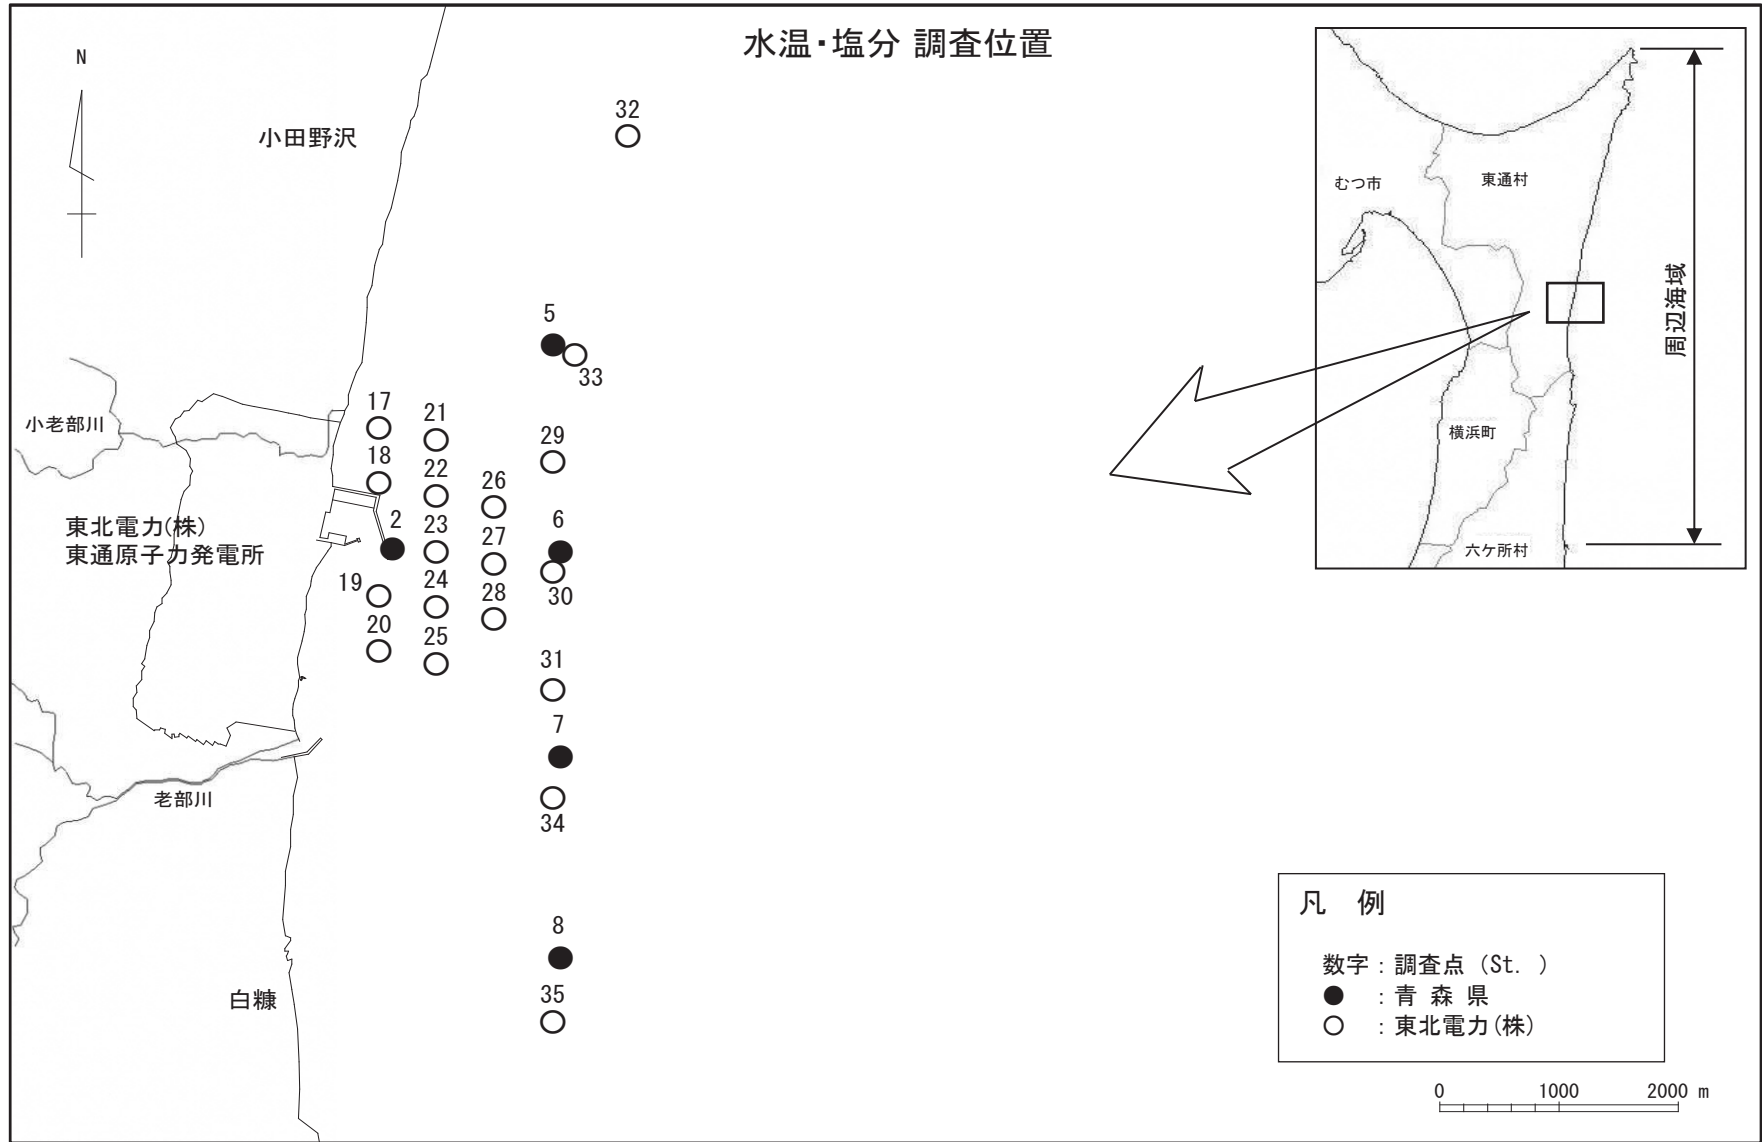 水温・塩分 調査位置
N
小田野沢
32
5
33
17
21
29
小老部川
18
22
26
東北電力(株)
東通原子力発電所
2
23
6
27
19
24
30
28
20
25
31
7
老部川
34
8
白糠
35
むつ市
東通村
周辺海域
横浜町
六ケ所村
凡 例
数字 : 調査点 (St. )
● : 青 森 県
○ : 東北電力(株)
0 1000 2000 m